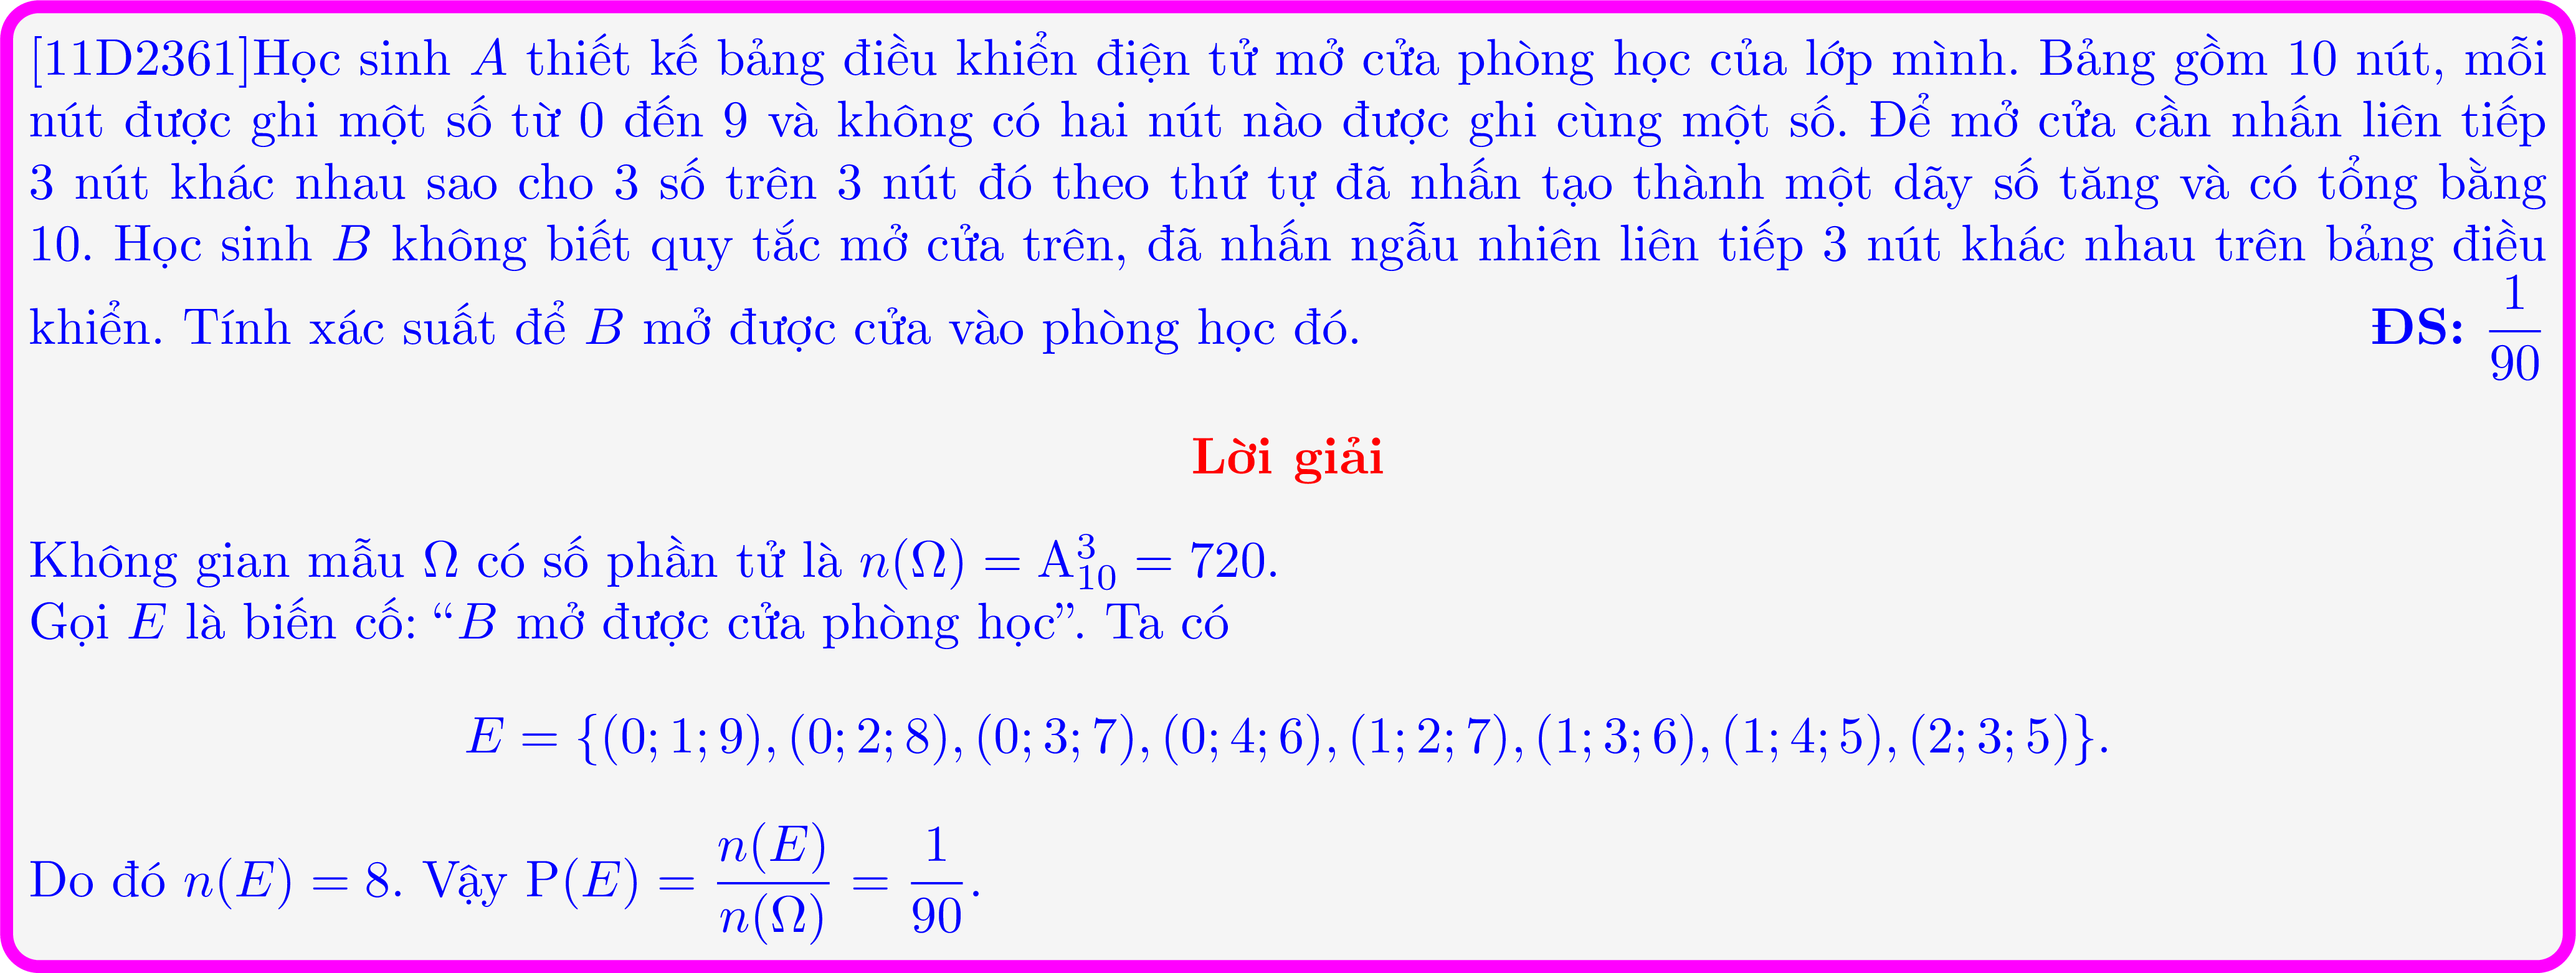 [11D2361]Học sinh A thiết kế bảng điều khiển điện tử mở cửa phòng học của lớp mình. Bảng gồm 10 nút, mỗi
nút được ghi một số từ 0 đến 9 và không có hai nút nào được ghi cùng một số. Để mở cửa cần nhấn liên tiếp
3 nút khác nhau sao cho 3 số trên 3 nút đó theo thứ tự đã nhấn tạo thành một dãy số tăng và có tổng bằng
10. Học sinh B không biết quy tắc mở cửa trên, đã nhấn ngẫu nhiên liên tiếp 3 nút khác nhau trên bảng điều
khiển. Tính xác suất để B mở được cửa vào phòng học đó. ĐS: \frac{1}{90}
Lời giải
Không gian mẫu Ω có số phần tử là n(Ω) = A_{10}^{3} = 720.
Gọi E là biến cố: “B mở được cửa phòng học”. Ta có
E = {(0; 1; 9), (0; 2; 8), (0; 3; 7), (0; 4; 6), (1; 2; 7), (1; 3; 6), (1; 4; 5), (2; 3; 5)}.
Do đó n(E) = 8. Vậy P(E) = \frac{n(E)}{n(Ω)} = \frac{1}{90}.